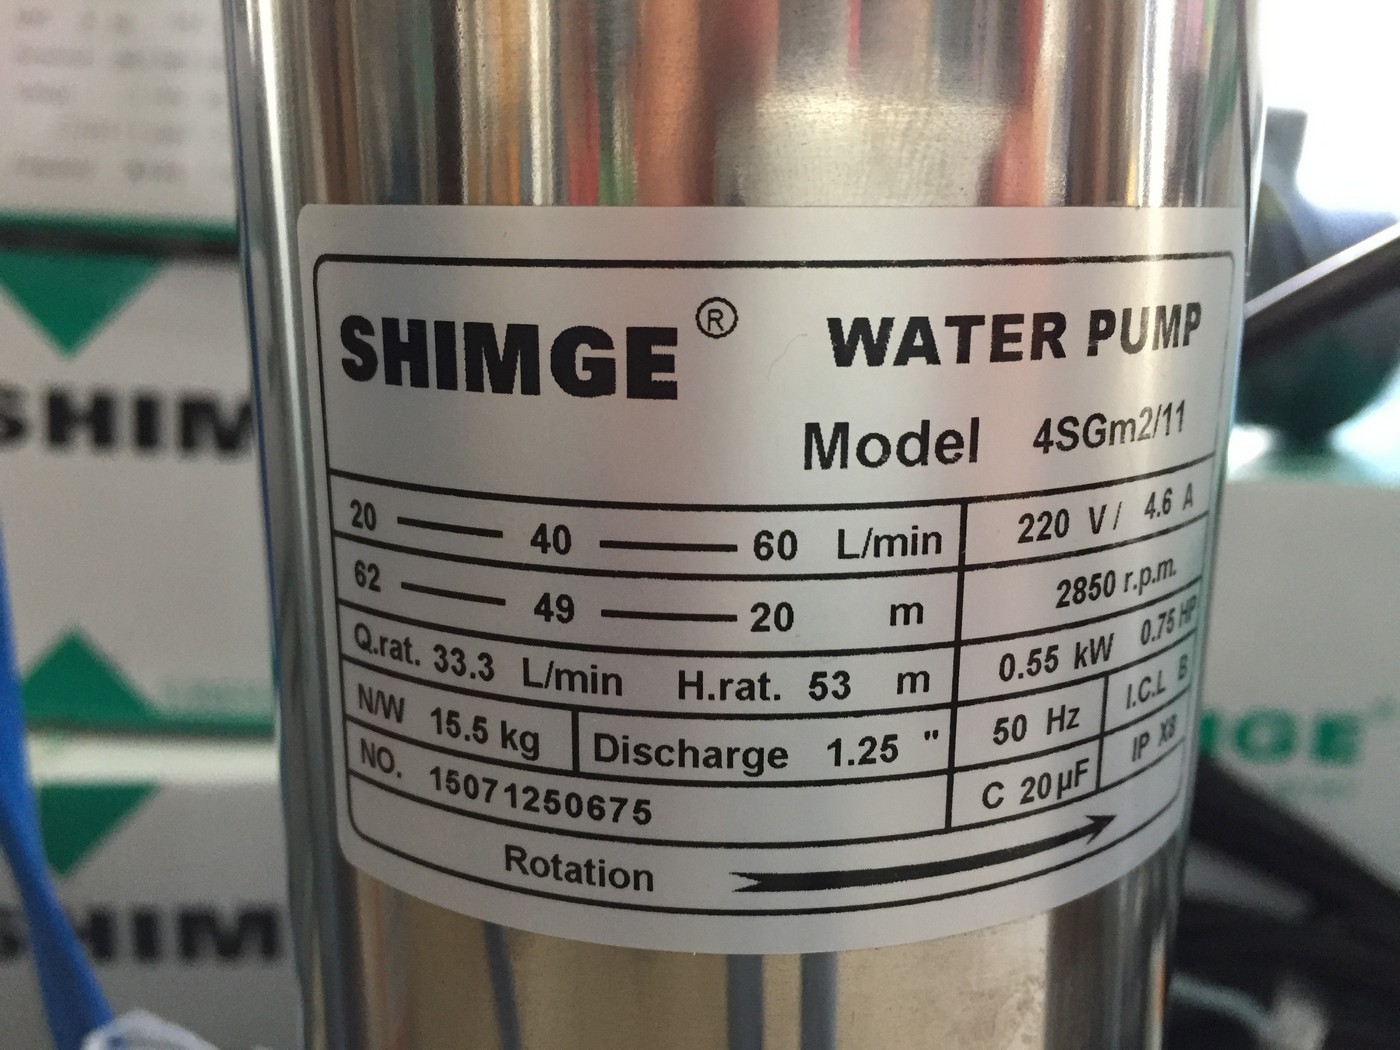 SHIMGE ® WATER PUMP
Model 4SGm2/11
20 — 40 — 60 L/min
220 V / 4.6 A
62 — 49 — 20 m
2850 r.p.m.
Q.rat. 33.3 L/min H.rat. 53 m
0.55 kW 0.75 HP
N/W 15.5 kg Discharge 1.25 "
50 Hz I.C.L B
NO. 15071250675
C 20μF IP X8
Rotation
SHIM
SHIM
GE®